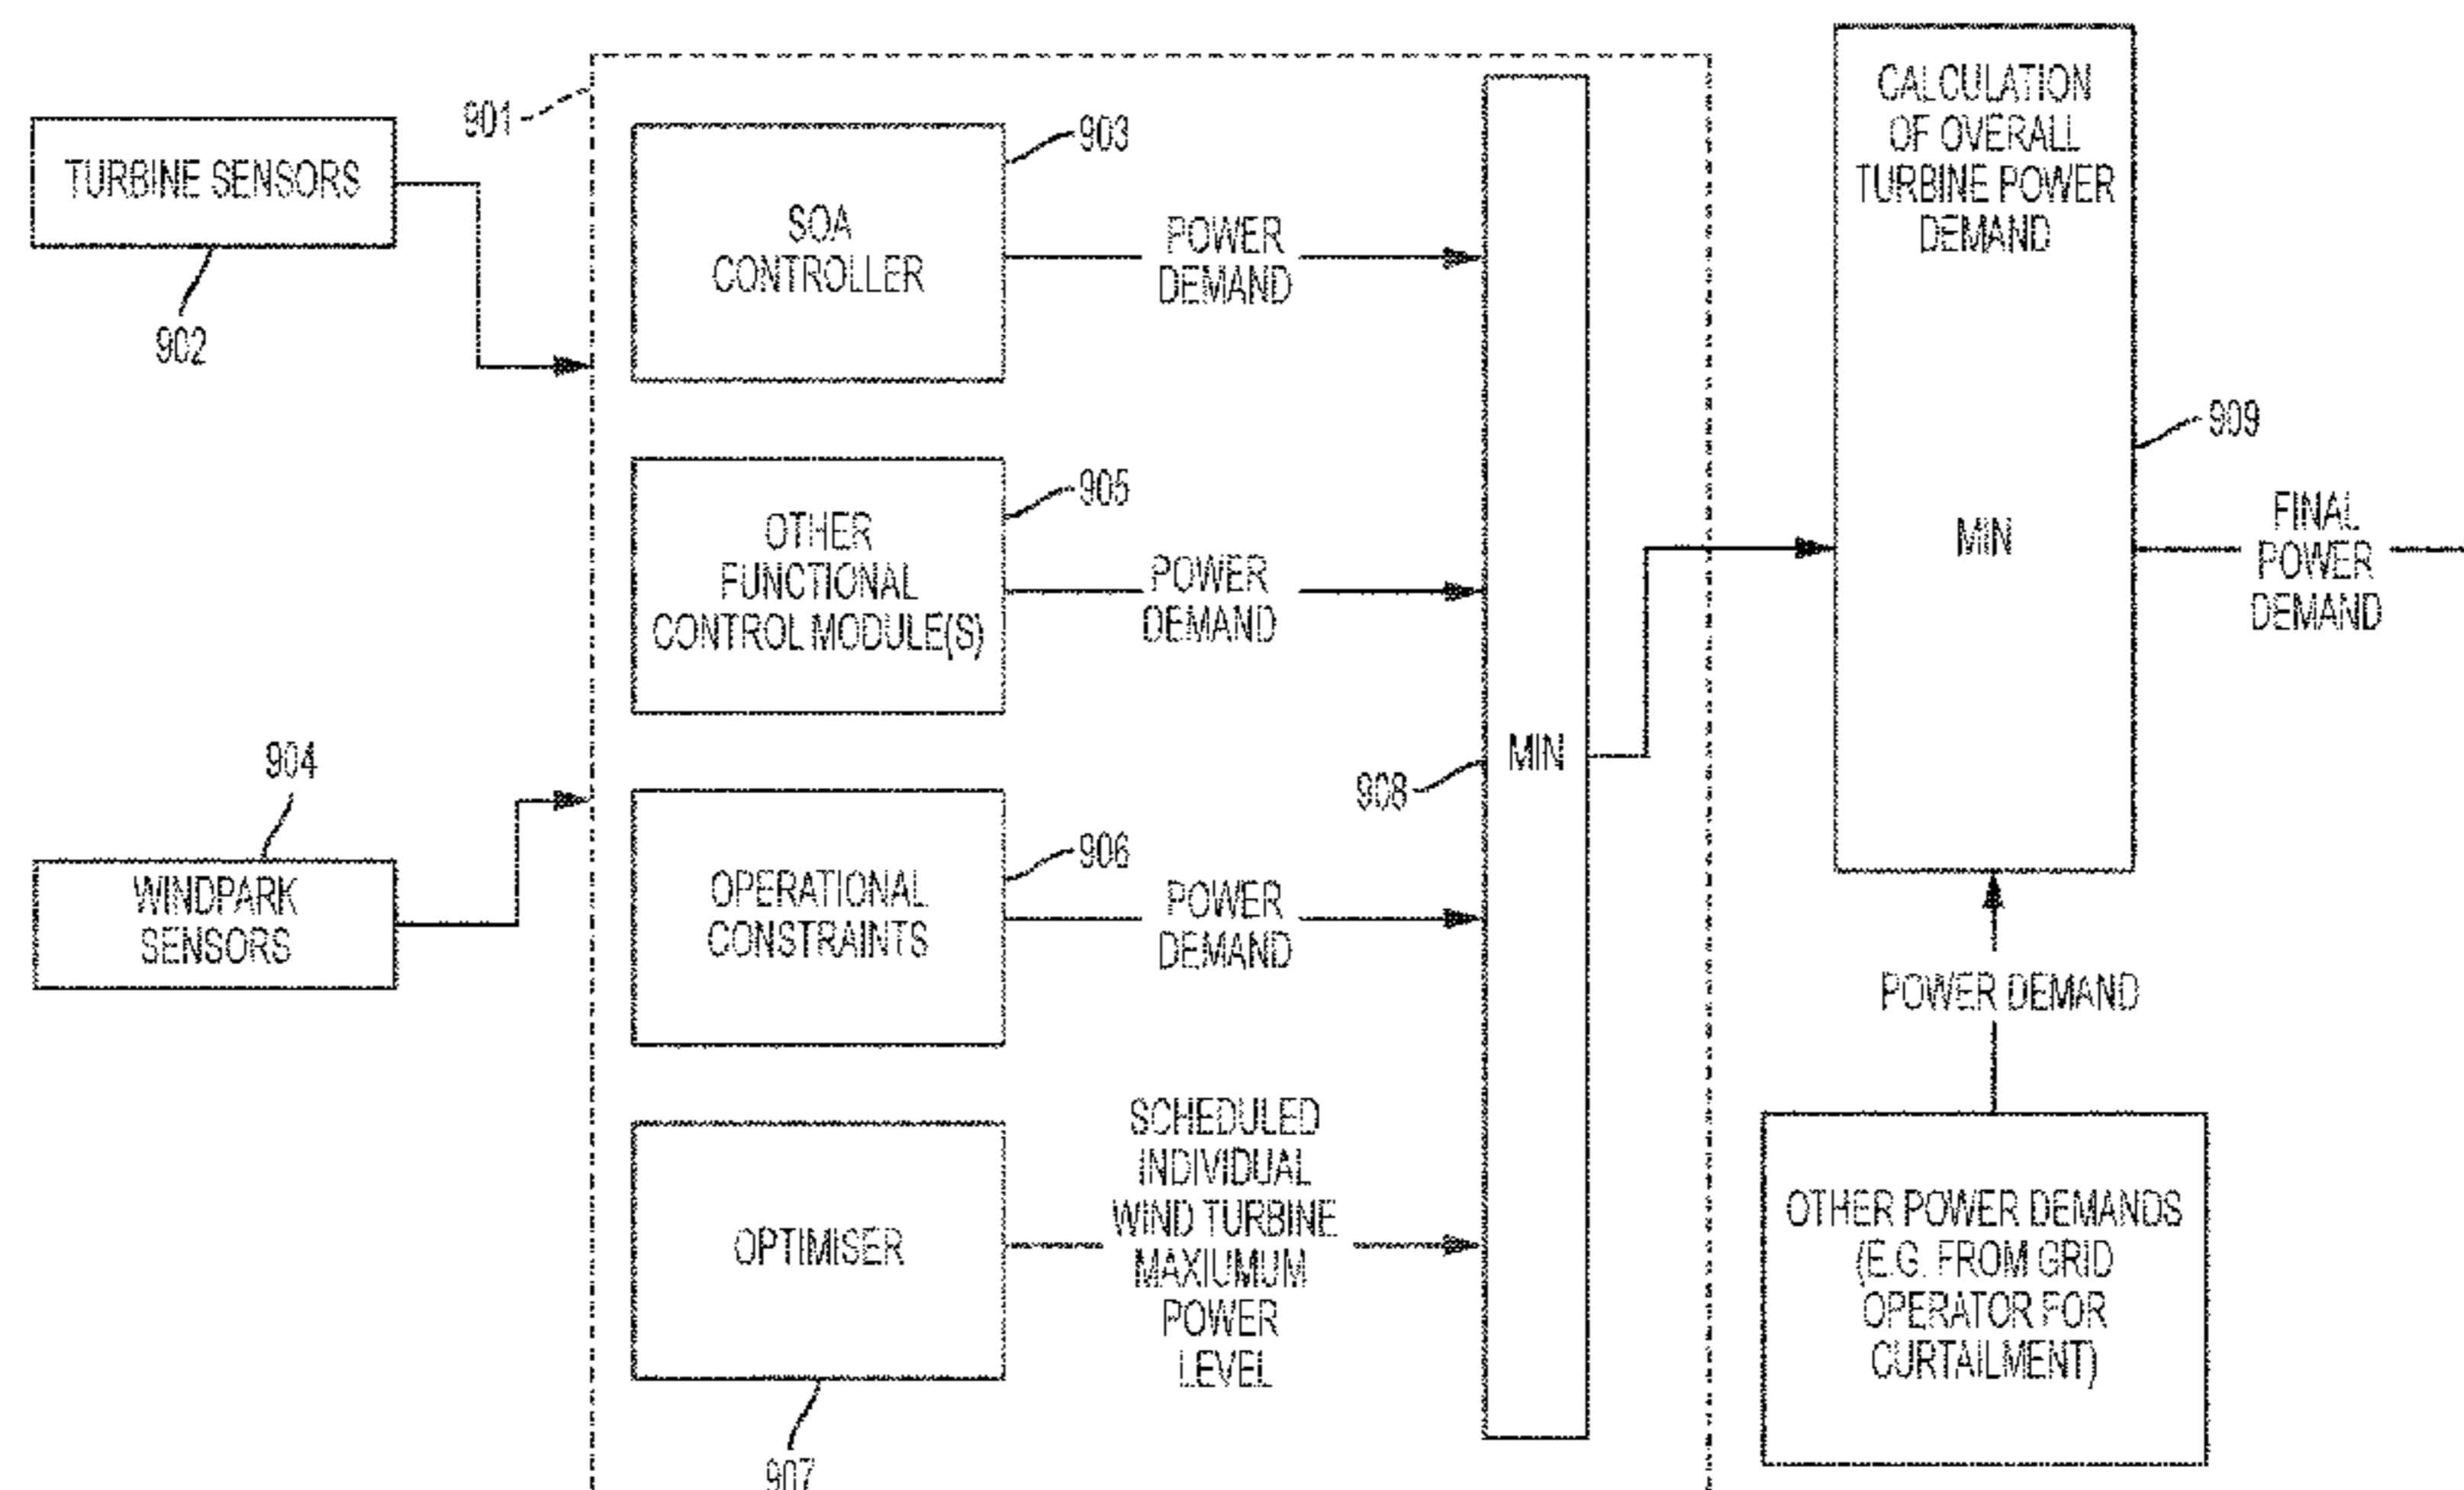 901
TURBINE SENSORS
902
904
WINDPARK
SENSORS
903
SOA
CONTROLLER
POWER
DEMAND
905
OTHER
FUNCTIONAL
CONTROL MODULE(S)
POWER
DEMAND
906
OPERATIONAL
CONSTRAINTS
POWER
DEMAND
OPTIMISER
907
SCHEDULED
INDIVIDUAL
WIND TURBINE
MAXIUMUM
POWER
LEVEL
MIN
908
CALCULATION
OF OVERALL
TURBINE POWER
DEMAND
MIN
909
FINAL
POWER
DEMAND
POWER DEMAND
OTHER POWER DEMANDS
(E.G. FROM GRID
OPERATOR FOR
CURTAILMENT)